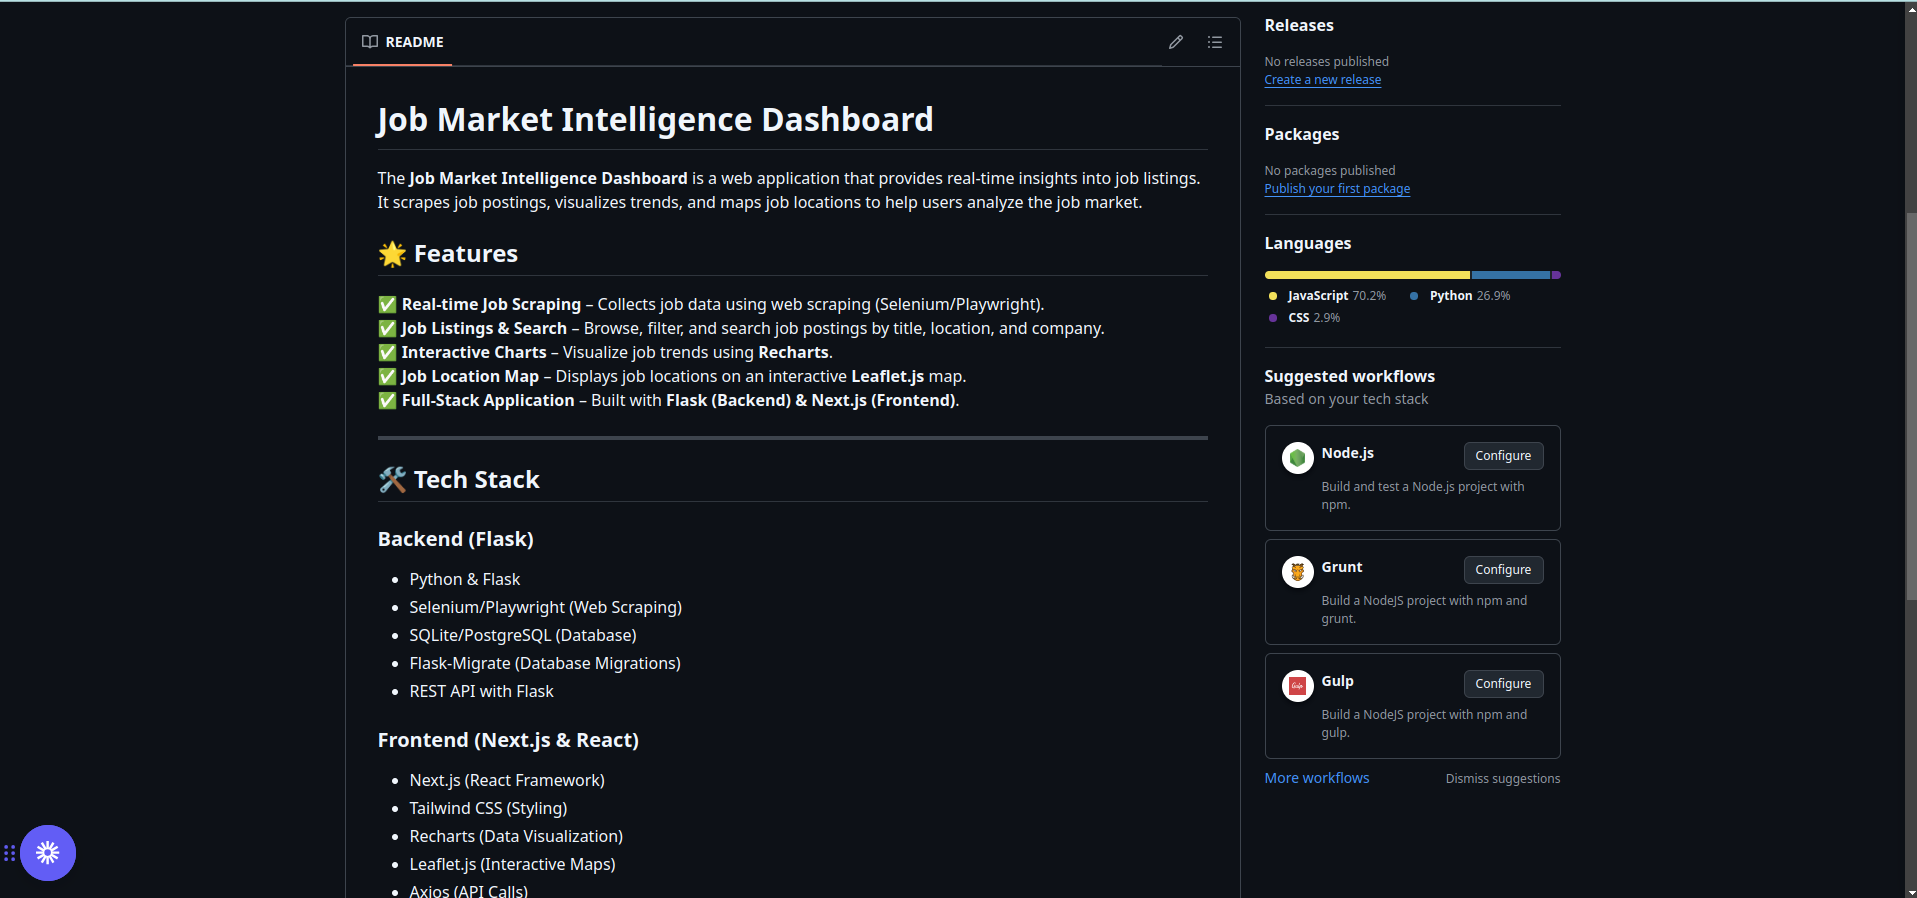 README
Job Market Intelligence Dashboard
The Job Market Intelligence Dashboard is a web application that provides real-time insights into job listings.
It scrapes job postings, visualizes trends, and maps job locations to help users analyze the job market.
🌟 Features
✅ Real-time Job Scraping – Collects job data using web scraping (Selenium/Playwright).
✅ Job Listings & Search – Browse, filter, and search job postings by title, location, and company.
✅ Interactive Charts – Visualize job trends using Recharts.
✅ Job Location Map – Displays job locations on an interactive Leaflet.js map.
✅ Full-Stack Application – Built with Flask (Backend) & Next.js (Frontend).
🛠️ Tech Stack
Backend (Flask)
• Python & Flask
• Selenium/Playwright (Web Scraping)
• SQLite/PostgreSQL (Database)
• Flask-Migrate (Database Migrations)
• REST API with Flask
Frontend (Next.js & React)
• Next.js (React Framework)
• Tailwind CSS (Styling)
• Recharts (Data Visualization)
• Leaflet.js (Interactive Maps)
• Axios (API Calls)
Releases
No releases published
Create a new release
Packages
No packages published
Publish your first package
Languages
JavaScript 70.2% Python 26.9%
CSS 2.9%
Suggested workflows
Based on your tech stack
Node.js Configure
Build and test a Node.js project with
npm.
Grunt Configure
Build a NodeJS project with npm and
grunt.
Gulp Configure
Build a NodeJS project with npm and
gulp.
More workflows Dismiss suggestions